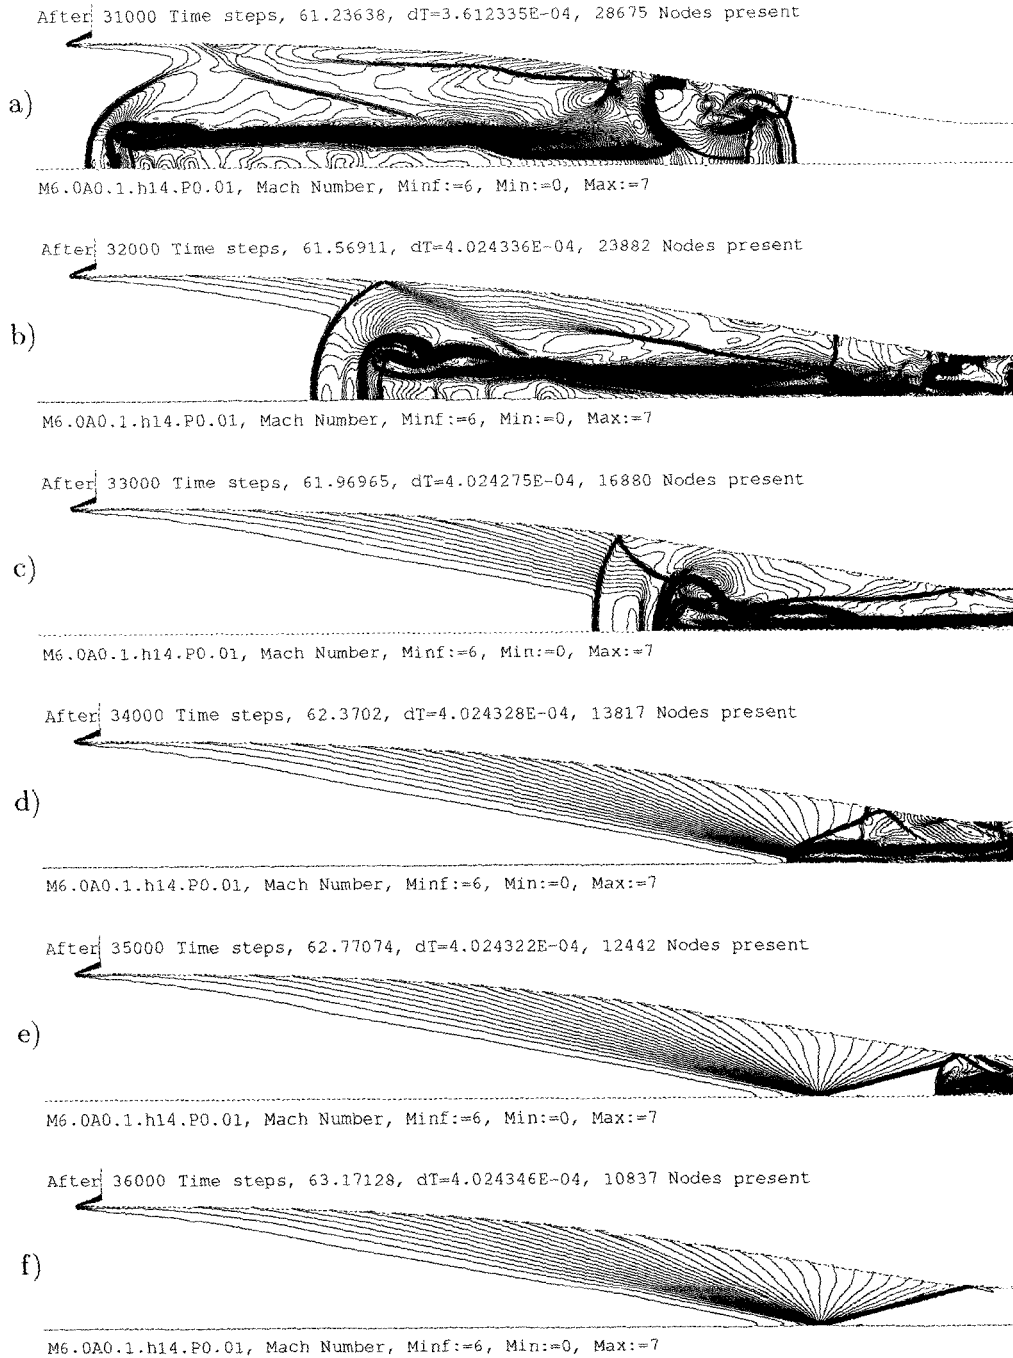 After 31000 Time steps, 61.23638, dT=3.612335E-04, 28675 Nodes present
a)
M6.0A0.1.h14.P0.01, Mach Number, Minf:=6, Min:=0, Max:=7
After 32000 Time steps, 61.56911, dT=4.024336E-04, 23882 Nodes present
b)
M6.0A0.1.h14.P0.01, Mach Number, Minf:=6, Min:=0, Max:=7
After 33000 Time steps, 61.96965, dT=4.024275E-04, 16880 Nodes present
c)
M6.0A0.1.h14.P0.01, Mach Number, Minf:=6, Min:=0, Max:=7
After 34000 Time steps, 62.3702, dT=4.024328E-04, 13817 Nodes present
d)
M6.0A0.1.h14.P0.01, Mach Number, Minf:=6, Min:=0, Max:=7
After 35000 Time steps, 62.77074, dT=4.024322E-04, 12442 Nodes present
e)
M6.0A0.1.h14.P0.01, Mach Number, Minf:=6, Min:=0, Max:=7
After 36000 Time steps, 63.17128, dT=4.024346E-04, 10837 Nodes present
f)
M6.0A0.1.h14.P0.01, Mach Number, Minf:=6, Min:=0, Max:=7